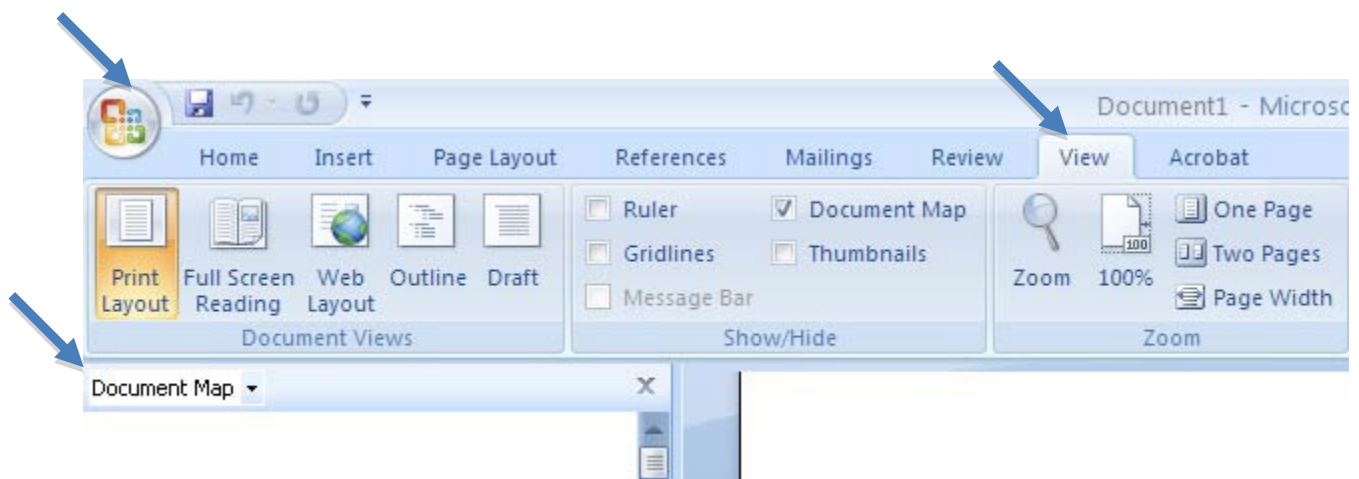 Document1 - Microsc
Home Insert Page Layout References Mailings Review View Acrobat
Print Layout
Full Screen Reading
Web Layout
Outline
Draft
Document Views
Ruler
Gridlines
Message Bar
Document Map
Thumbnails
Show/Hide
Zoom
100
100%
One Page
Two Pages
Page Width
Zoom
Document Map